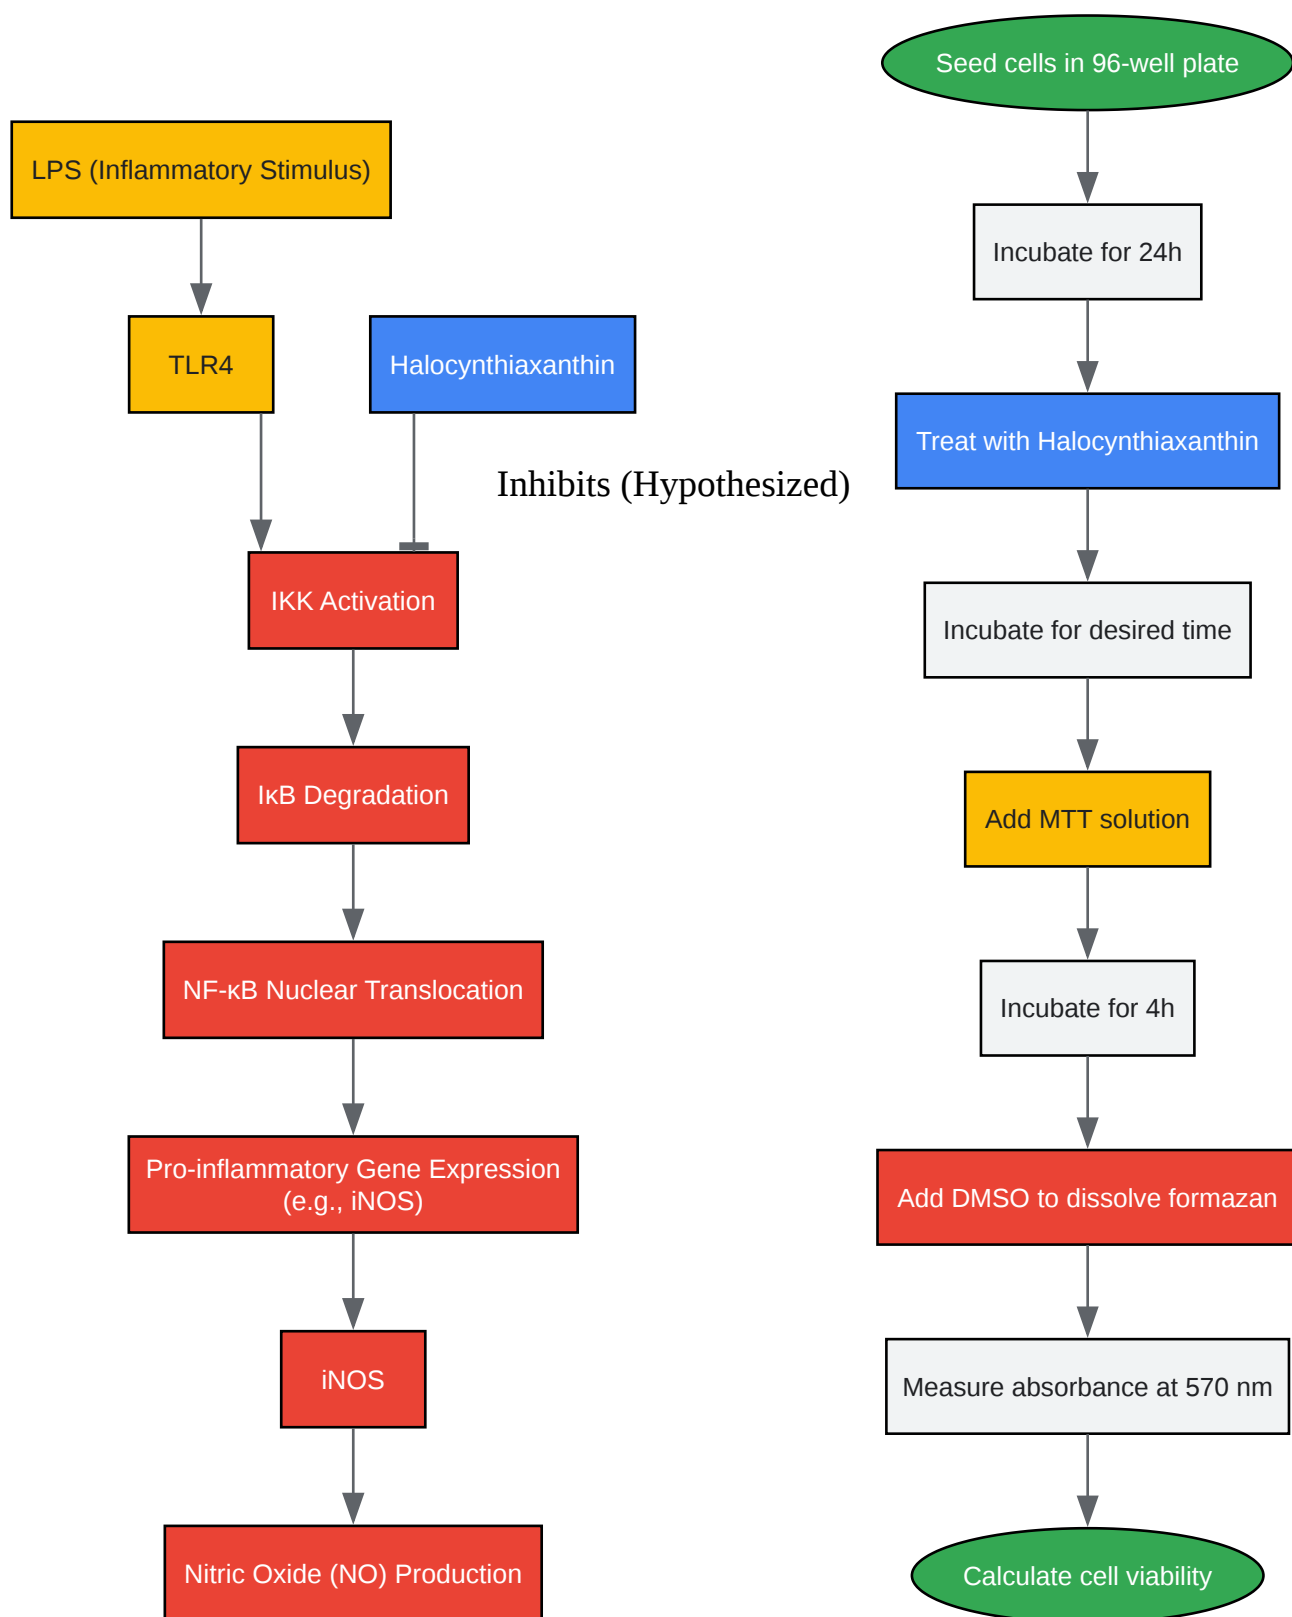 LPS (Inflammatory Stimulus)
TLR4
Halocynthiaxanthin
Inhibits (Hypothesized)
IKK Activation
IκB Degradation
NF-κB Nuclear Translocation
Pro-inflammatory Gene Expression
(e.g., iNOS)
iNOS
Nitric Oxide (NO) Production
Seed cells in 96-well plate
Incubate for 24h
Treat with Halocynthiaxanthin
Incubate for desired time
Add MTT solution
Incubate for 4h
Add DMSO to dissolve formazan
Measure absorbance at 570 nm
Calculate cell viability